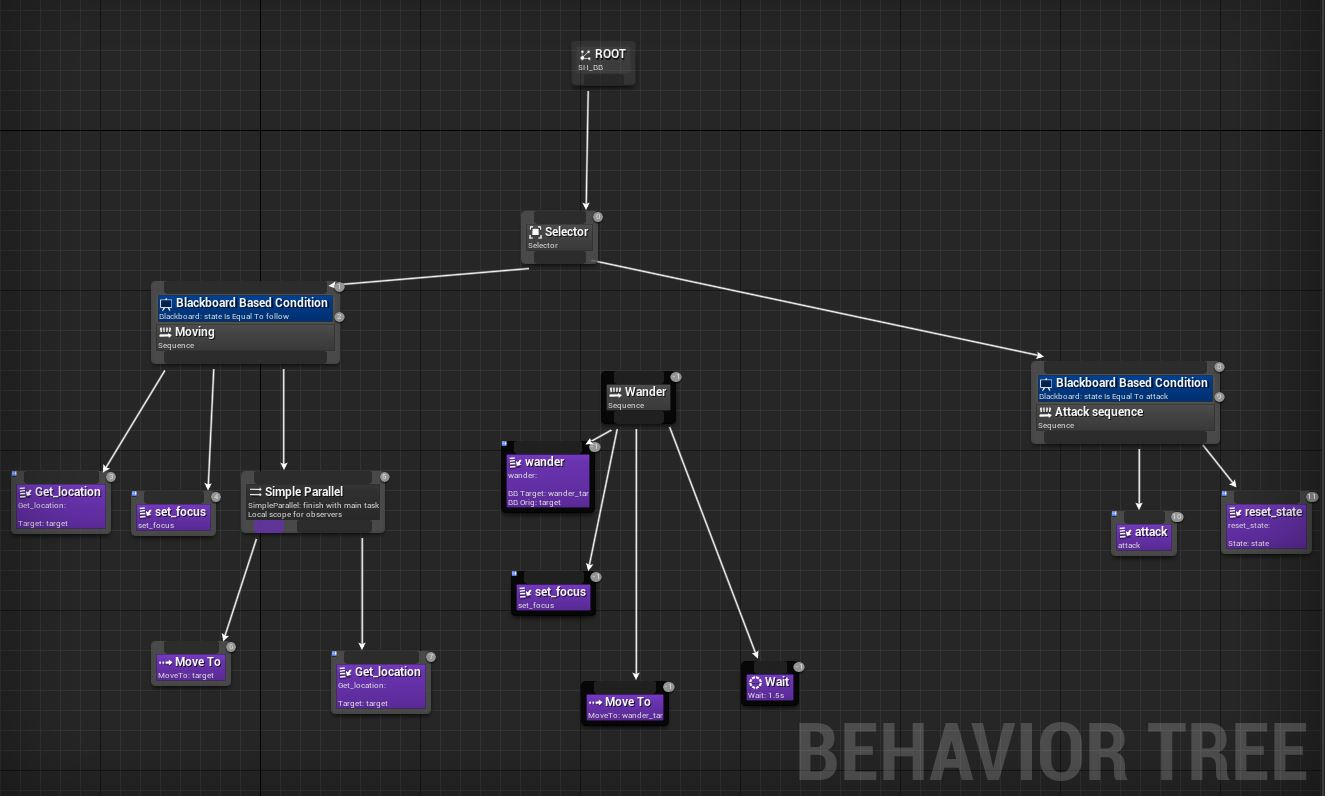 ROOT
SH_BB
0
Selector
Selector
1
Blackboard Based Condition
Blackboard: state Is Equal To follow
2
Moving
Sequence
-1
Wander
Sequence
8
Blackboard Based Condition
Blackboard: state Is Equal To attack
9
Attack sequence
Sequence
3
Get_location
Get_location:
Target: target
4
set_focus
set_focus
5
Simple Parallel
SimpleParallel: finish with main task
Local scope for observers
-1
wander
wander:
BB Target: wander_tar
BB Orig: target
10
attack
attack
11
reset_state
reset_state:
State: state
-1
set_focus
set_focus
6
Move To
MoveTo: target
7
Get_location
Get_location:
Target: target
-1
Move To
MoveTo: wander_tar
-1
Wait
Wait: 1.5s
BEHAVIOR TREE